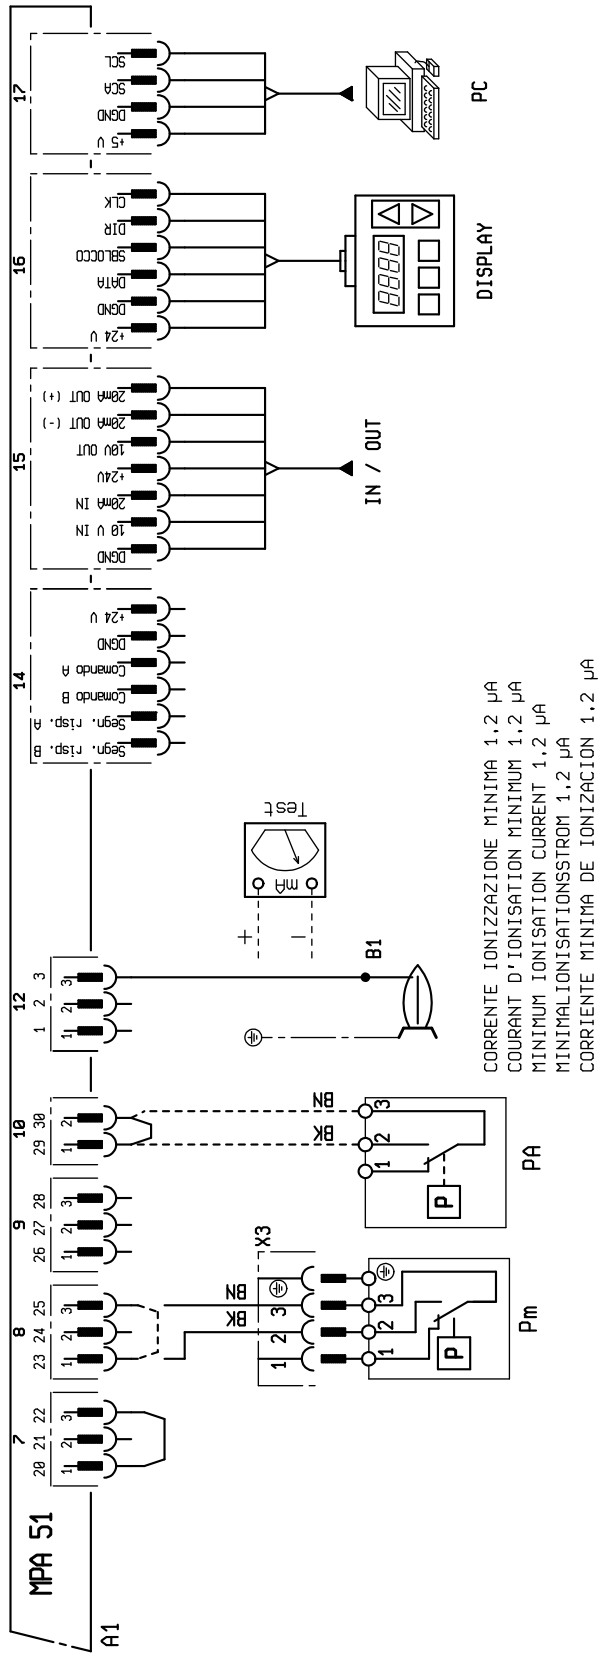 MPA 51
A1
7
20 21 22
1 2 3
8
23 24 25
1 2 3
9
26 27 28
1 2 3
10
29 30
1 2
12
1 2 3
1 2 3
14
Segn. risp. B
Segn. risp. A
Comando B
Comando A
DGND
+24 V
15
DGND
10 V IN
20mA IN
+24V
10V OUT
20mA OUT (-)
20mA OUT (+)
16
+24 V
DGND
DATA
SBLOCCO
DIR
CLK
17
+5 V
DGND
SCA
SCL
BK
BN
X3
1 2 3
1 2 3
P
Pm
BK
BN
1 2 3
P
PA
B1
+
-
mA
Test
IN / OUT
8888
DISPLAY
PC
CORRENTE IONIZZAZIONE MINIMA 1,2 µA
COURANT D'IONISATION MINIMUM 1,2 µA
MINIMUM IONISATION CURRENT 1,2 µA
MINIMALIONISATIONSSTROM 1,2 µA
CORRIENTE MINIMA DE IONIZACION 1,2 µA